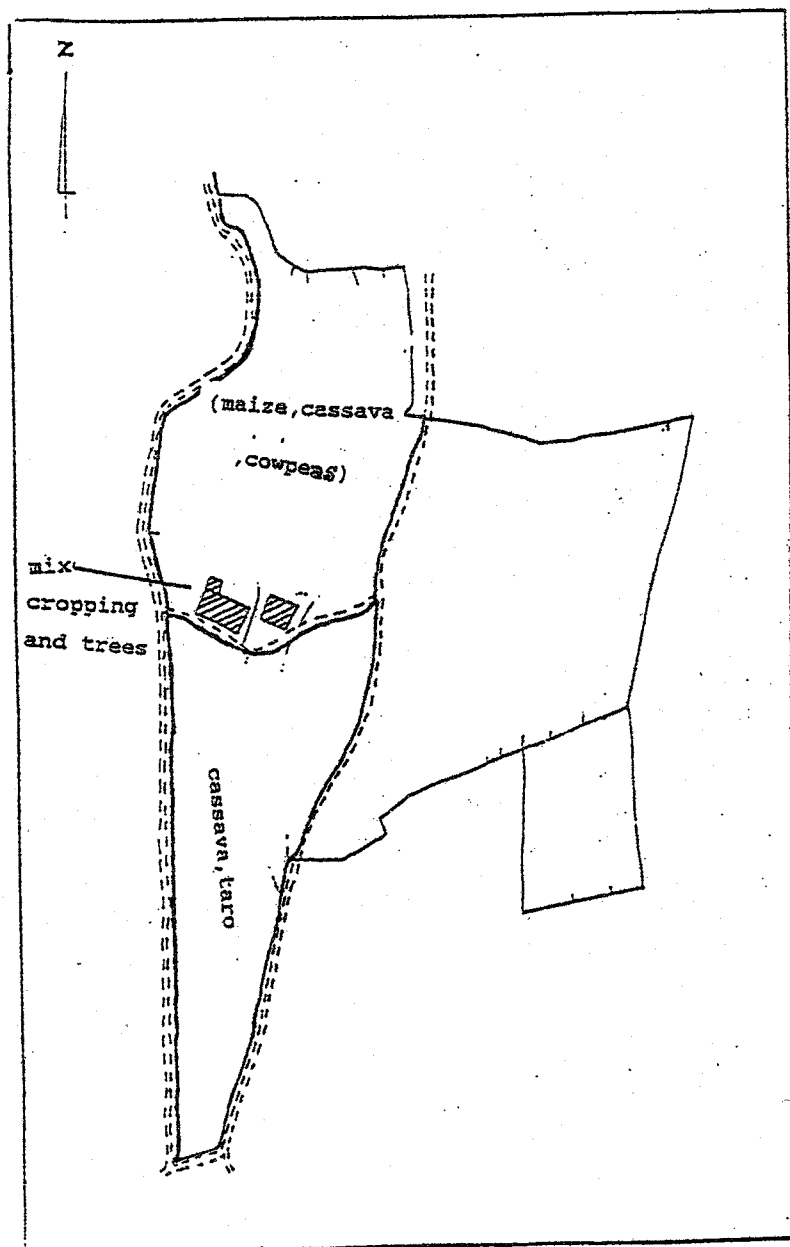 N
(maize,cassava
,cowpeas)
mix
cropping
and trees
cassava,taro